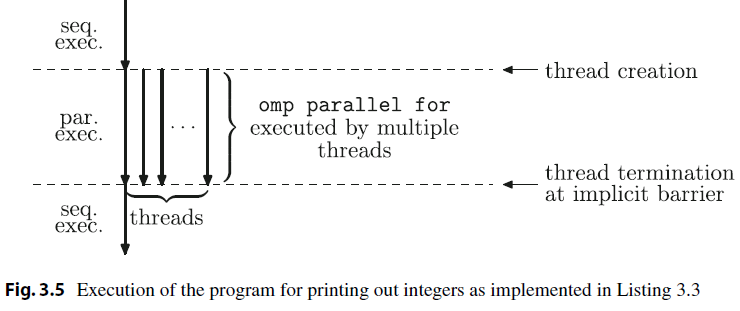 seq.
exec.
thread creation
par.
exec.
...
omp parallel for
executed by multiple
threads
thread termination
at implicit barrier
seq.
exec.
threads
Fig. 3.5 Execution of the program for printing out integers as implemented in Listing 3.3